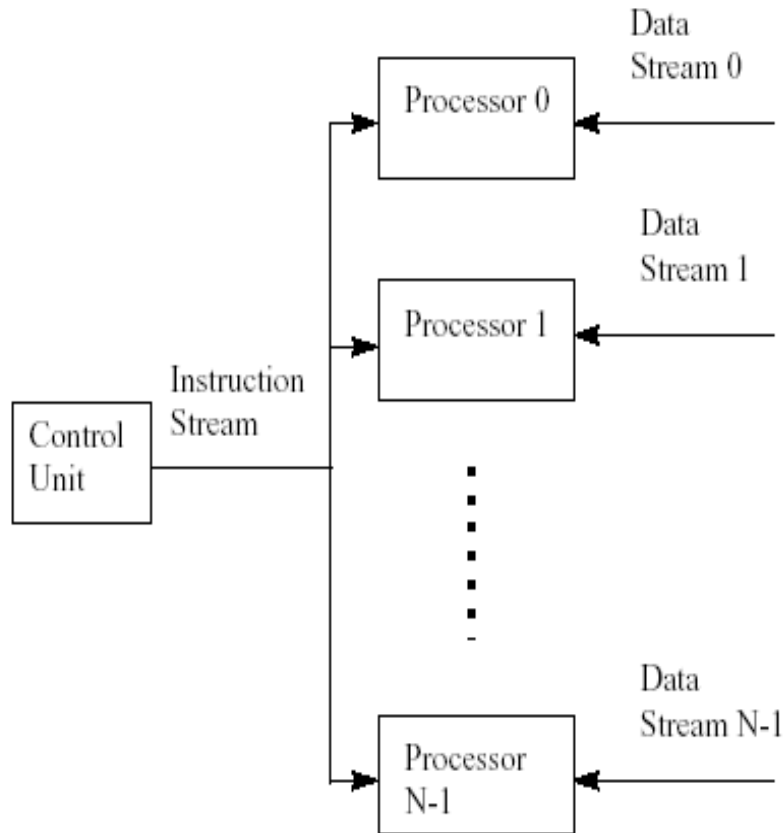 Data
Stream 0
Processor 0
Data
Stream 1
Processor 1
Instruction
Stream
Control
Unit
Data
Stream N-1
Processor
N-1